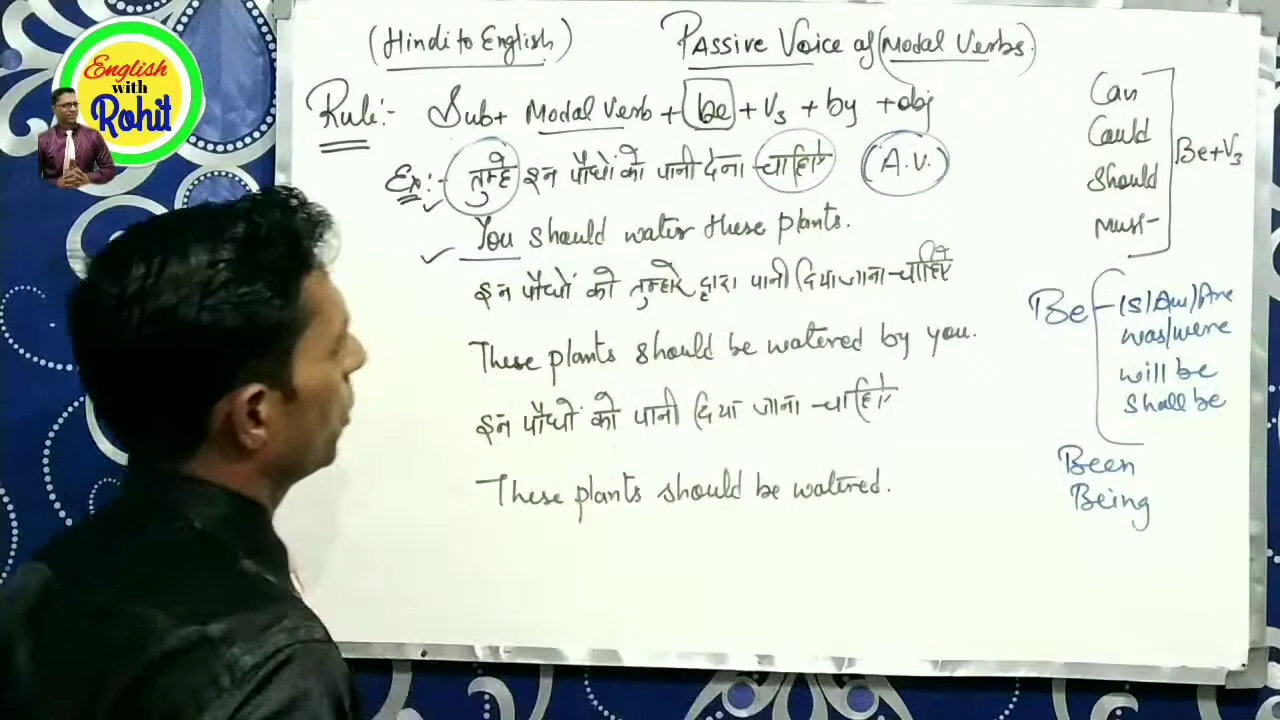 English
with
Rohit
(Hindi to English)
Passive Voice of (Modal Verbs.)
Rule:- Sub + Modal Verb + be + V3 + by + obj
Ex:- तुम्हे इन पौधों को पानी देना चाहिए A.V.
You should water these plants.
इन पौधों को तुम्हारे द्वारा पानी दिया जाना चाहिए
These plants should be watered by you.
इन पौधों को पानी दिया जाना चाहिए
These plants should be watered.
Can
Could
should
must
Be+V3
Be
Is/Am/Are
was/were
will be
shall be
Been
Being